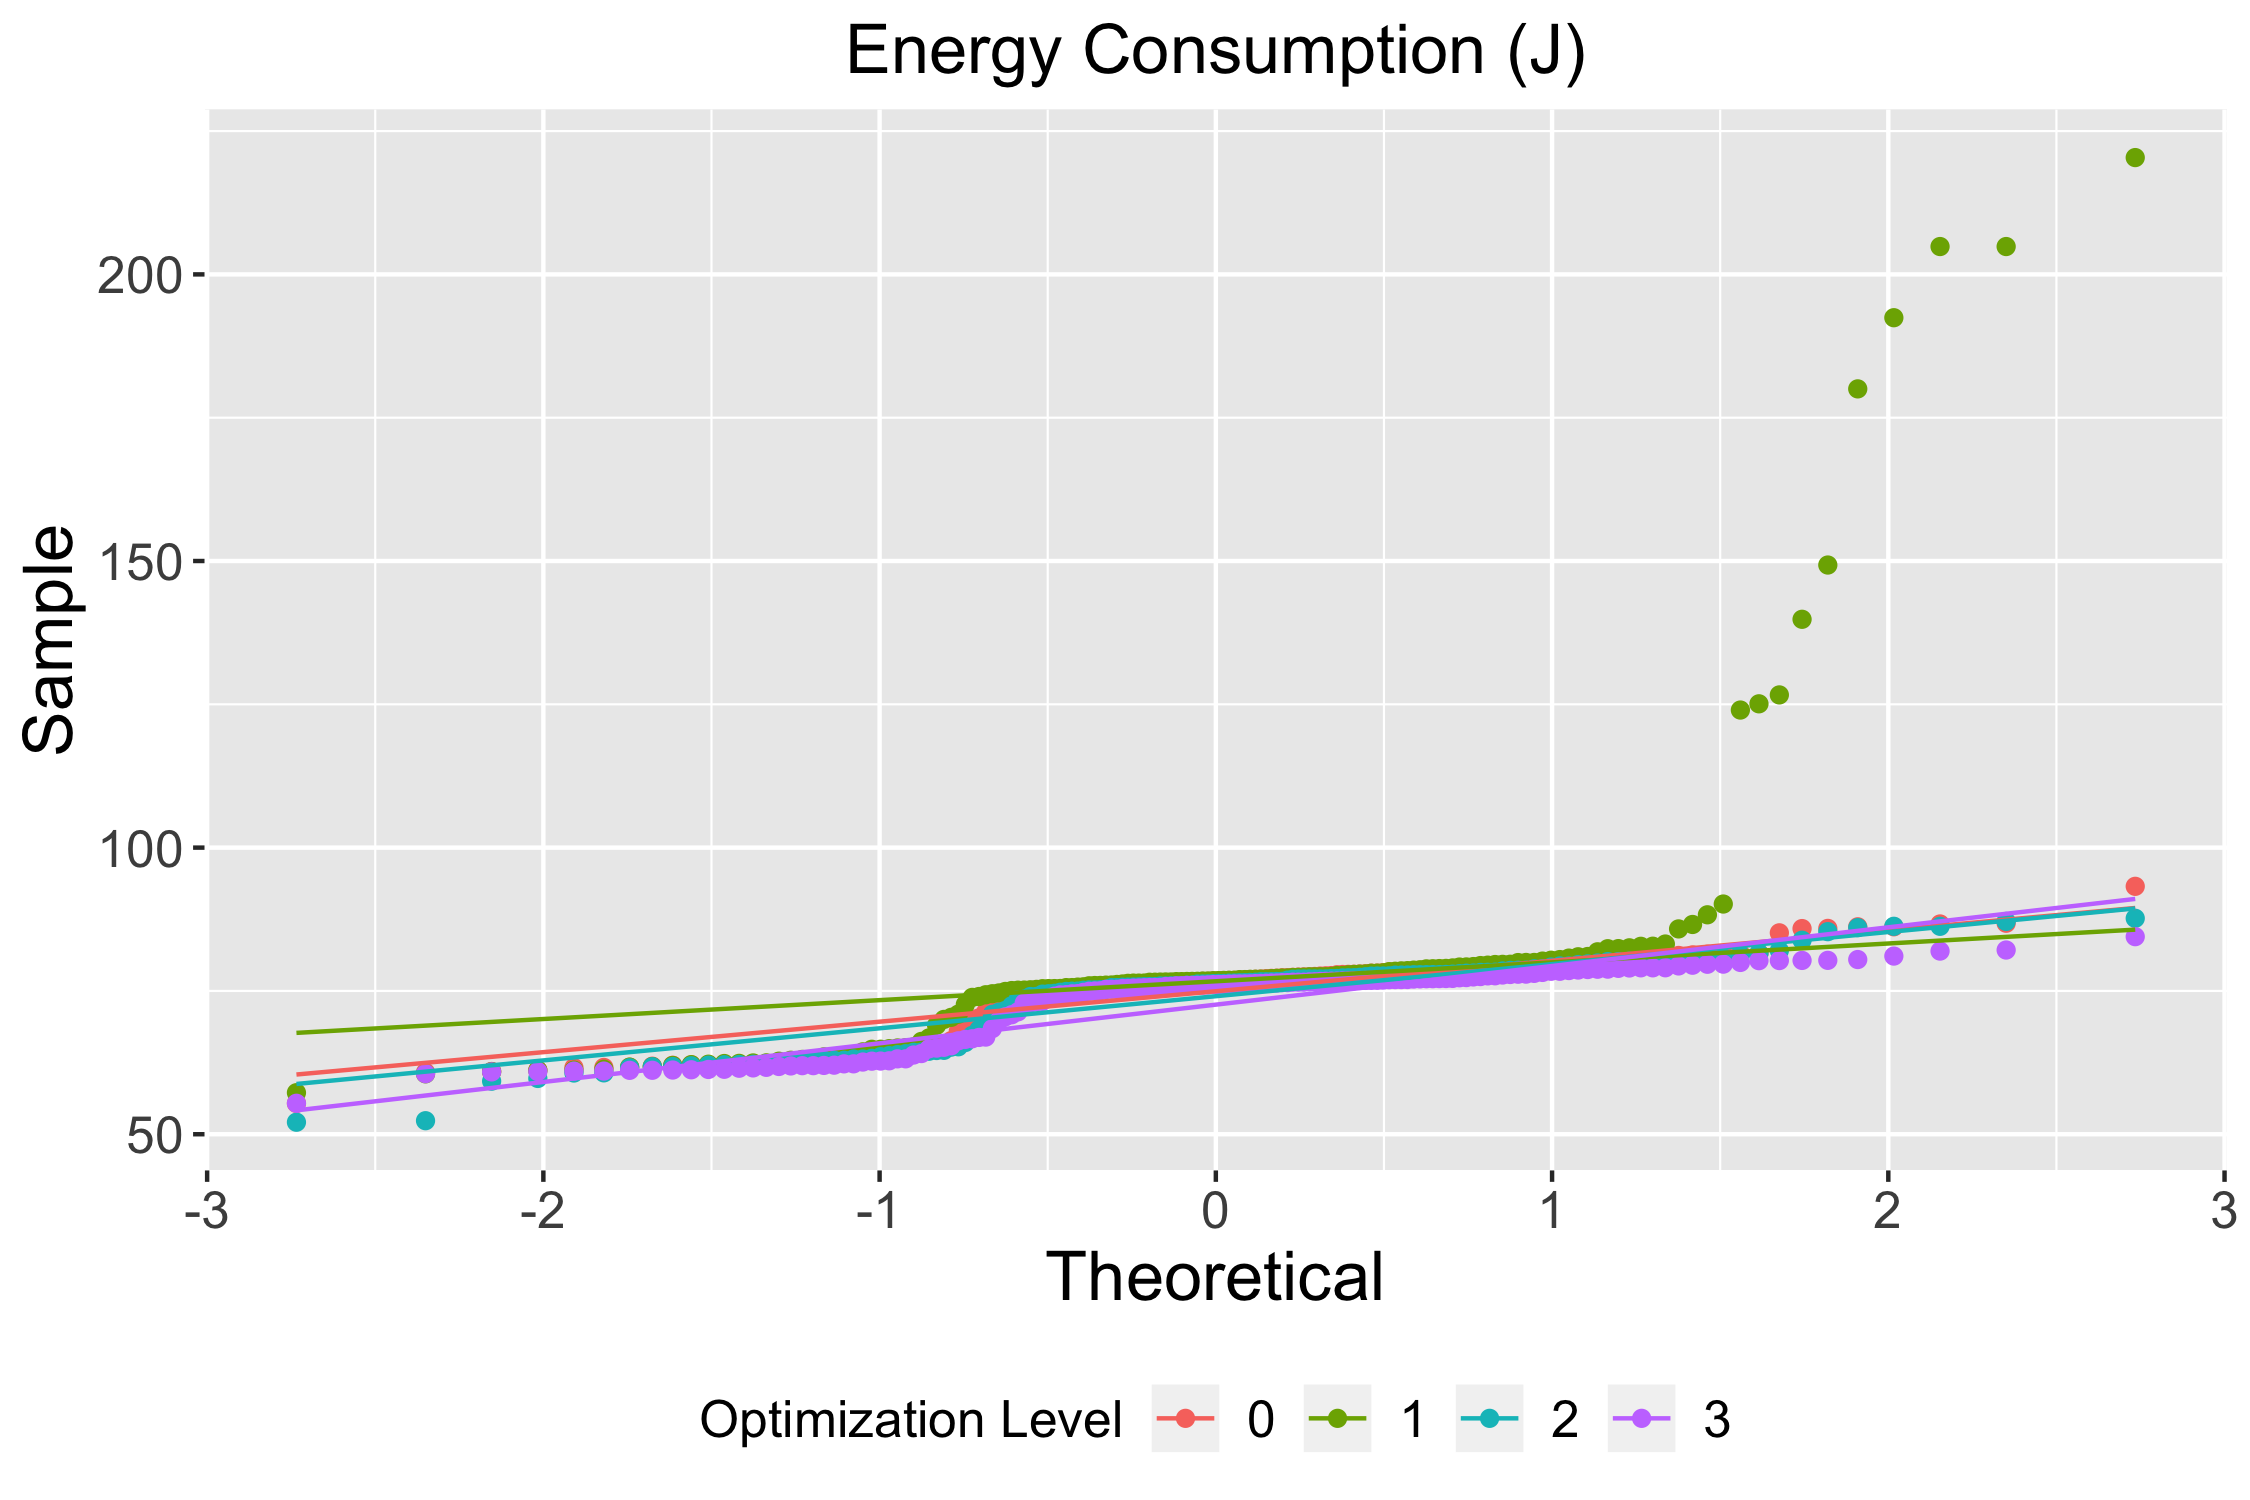 Energy Consumption (J)
Sample
200
150
100
50
-3 -2 -1 0 1 2 3
Theoretical
Optimization Level 0 1 2 3